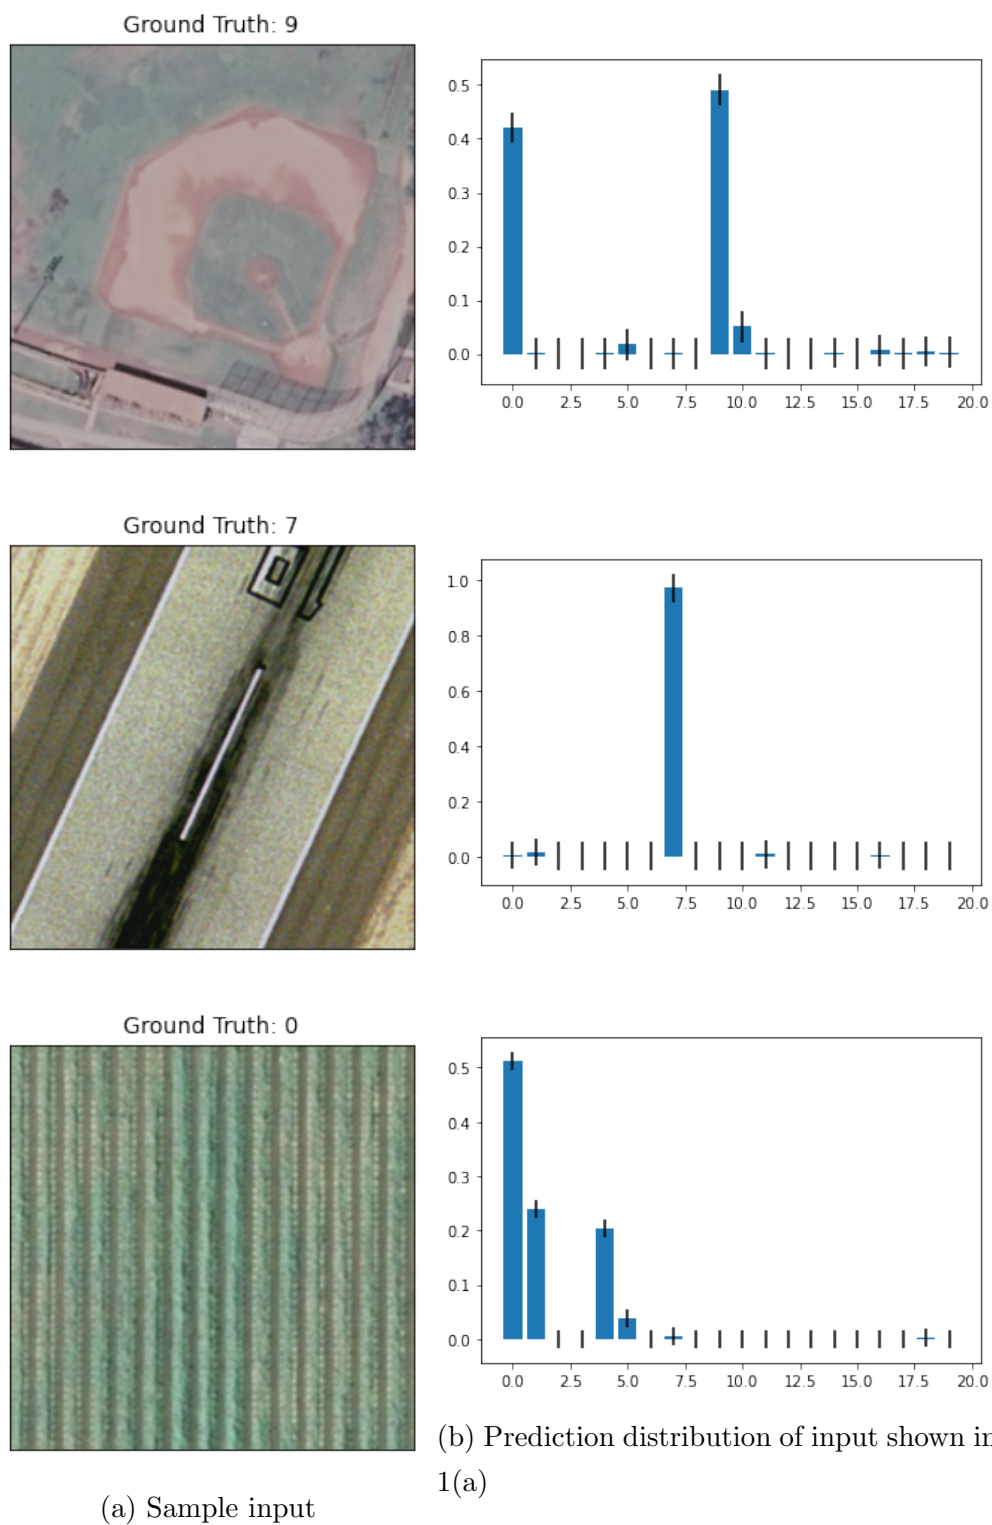 Ground Truth: 9
0.5
0.4
0.3
0.2
0.1
0.0
0.0 2.5 5.0 7.5 10.0 12.5 15.0 17.5 20.0
Ground Truth: 7
1.0
0.8
0.6
0.4
0.2
0.0
0.0 2.5 5.0 7.5 10.0 12.5 15.0 17.5 20.0
Ground Truth: 0
0.5
0.4
0.3
0.2
0.1
0.0
0.0 2.5 5.0 7.5 10.0 12.5 15.0 17.5 20.0
(b) Prediction distribution of input shown in
1(a)
(a) Sample input